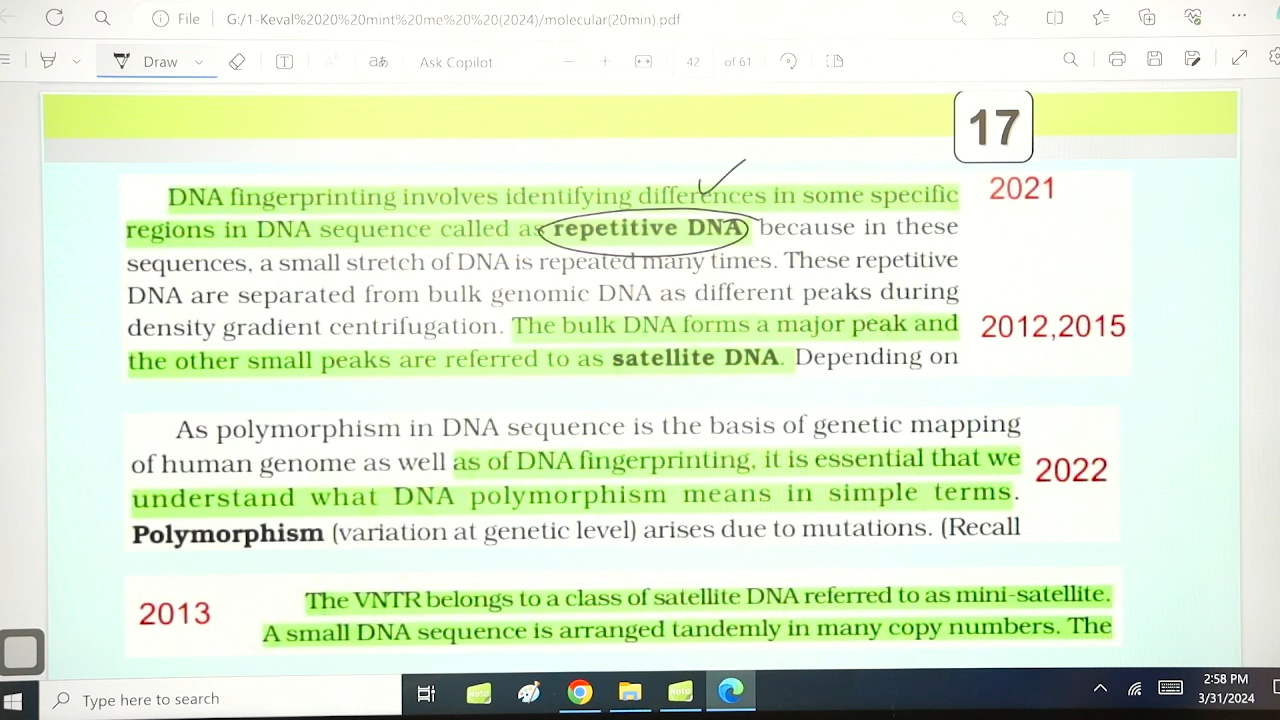 File
G:/1-Keval%2020%20mint%20me%20%20(2024)/molecular(20min).pdf
Draw
aあ
Ask Copilot
42 of 61
17
DNA fingerprinting involves identifying differences in some specific 2021
regions in DNA sequence called as repetitive DNA, because in these
sequences, a small stretch of DNA is repeated many times. These repetitive
DNA are separated from bulk genomic DNA as different peaks during
density gradient centrifugation. The bulk DNA forms a major peak and 2012,2015
the other small peaks are referred to as satellite DNA. Depending on
As polymorphism in DNA sequence is the basis of genetic mapping
of human genome as well as of DNA fingerprinting, it is essential that we 2022
understand what DNA polymorphism means in simple terms.
Polymorphism (variation at genetic level) arises due to mutations. (Recall
2013 The VNTR belongs to a class of satellite DNA referred to as mini-satellite.
A small DNA sequence is arranged tandemly in many copy numbers. The
Type here to search
2:58 PM
3/31/2024